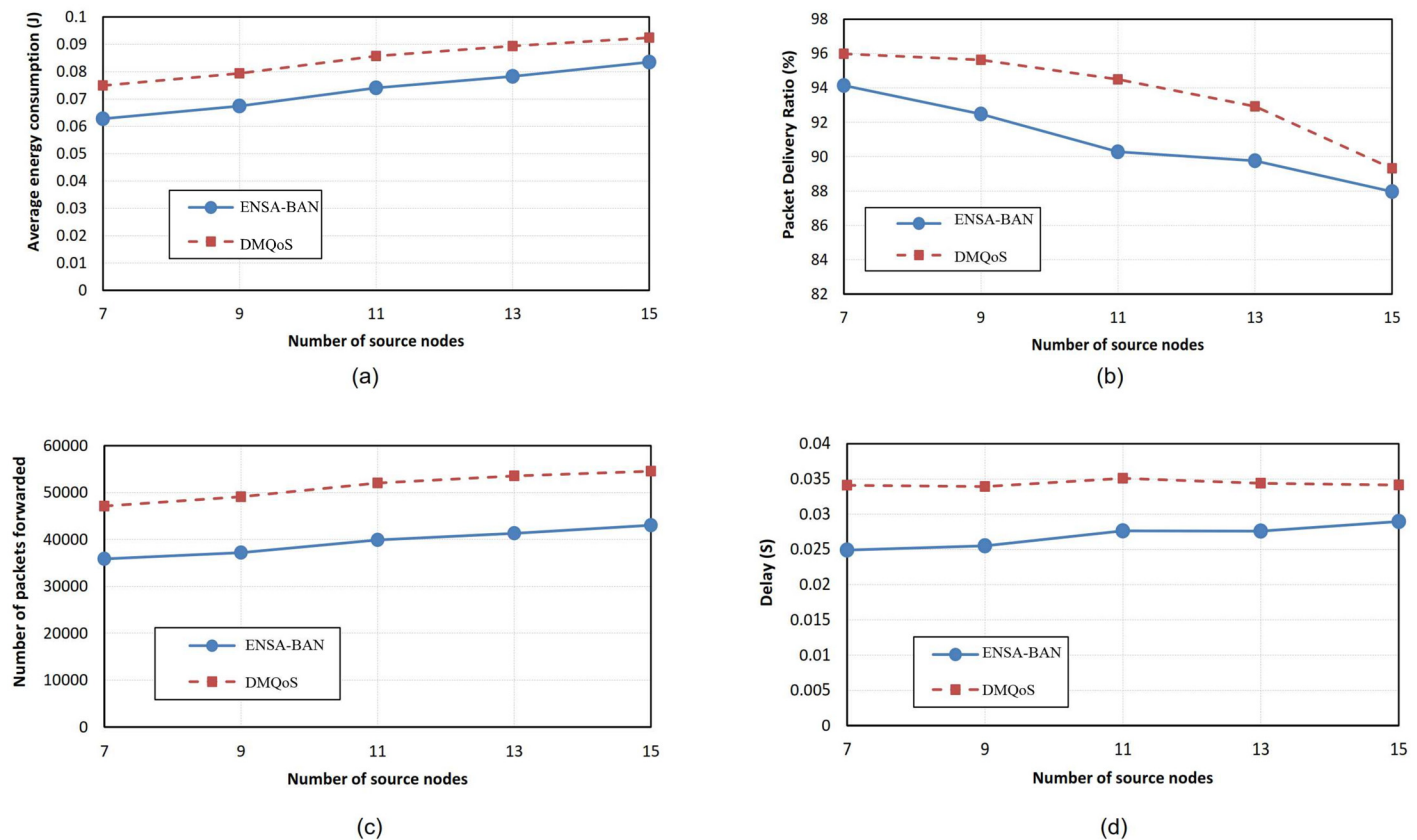 Average energy consumption (J)
0.1
0.09
0.08
0.07
0.06
0.05
0.04
0.03
0.02
0.01
0
ENSA-BAN
DMQoS
7 9 11 13 15
Number of source nodes
(a)
Packet Delivery Ratio (%)
98
96
94
92
90
88
86
84
82
ENSA-BAN
DMQoS
7 9 11 13 15
Number of source nodes
(b)
Number of packets forwarded
60000
50000
40000
30000
20000
10000
0
ENSA-BAN
DMQoS
7 9 11 13 15
Number of source nodes
(c)
Delay (S)
0.04
0.035
0.03
0.025
0.02
0.015
0.01
0.005
0
ENSA-BAN
DMQoS
7 9 11 13 15
Number of source nodes
(d)